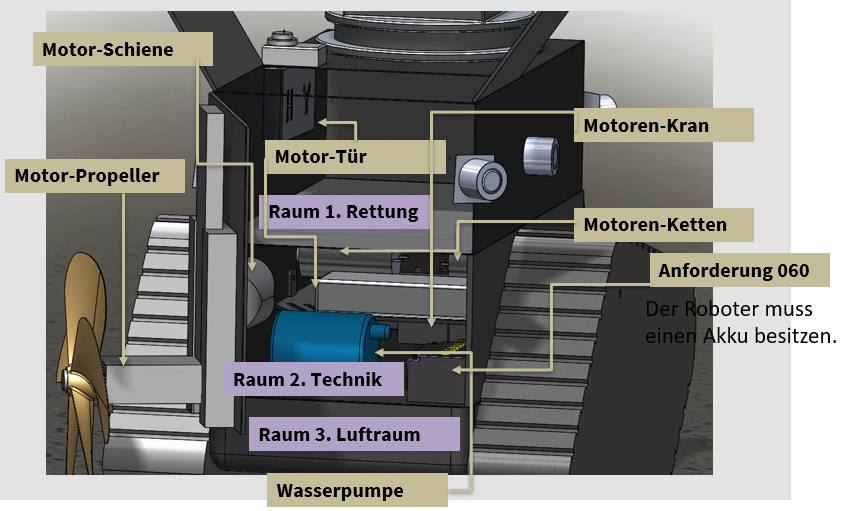 Motor-Schiene
Motoren-Kran
Motor-Tür
Motor-Propeller
Raum 1. Rettung
Motoren-Ketten
Anforderung 060
Der Roboter muss
einen Akku besitzen.
Raum 2. Technik
Raum 3. Luftraum
Wasserpumpe